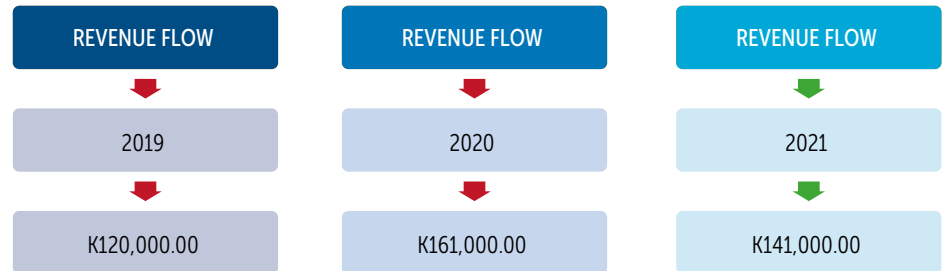 REVENUE FLOW
2019
K120,000.00
REVENUE FLOW
2020
K161,000.00
REVENUE FLOW
2021
K141,000.00